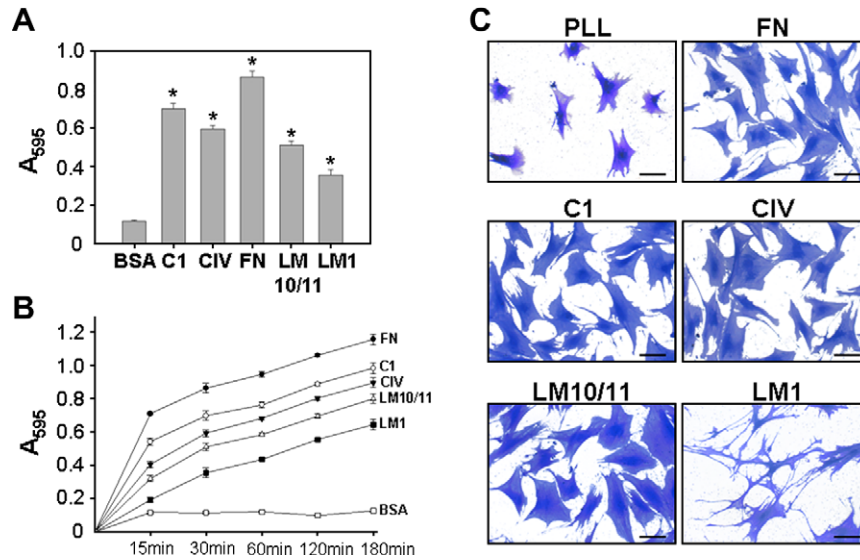 A
1.0
0.8
0.6
0.4
0.2
0
A595
* * * * *
BSA C1 CIV FN LM LM1
10/11
B
1.2
1.0
0.8
0.6
0.4
0.2
0
A595
FN
C1
CIV
LM10/11
LM1
BSA
15min 30min 60min 120min 180min
C
PLL FN
C1 CIV
LM10/11 LM1